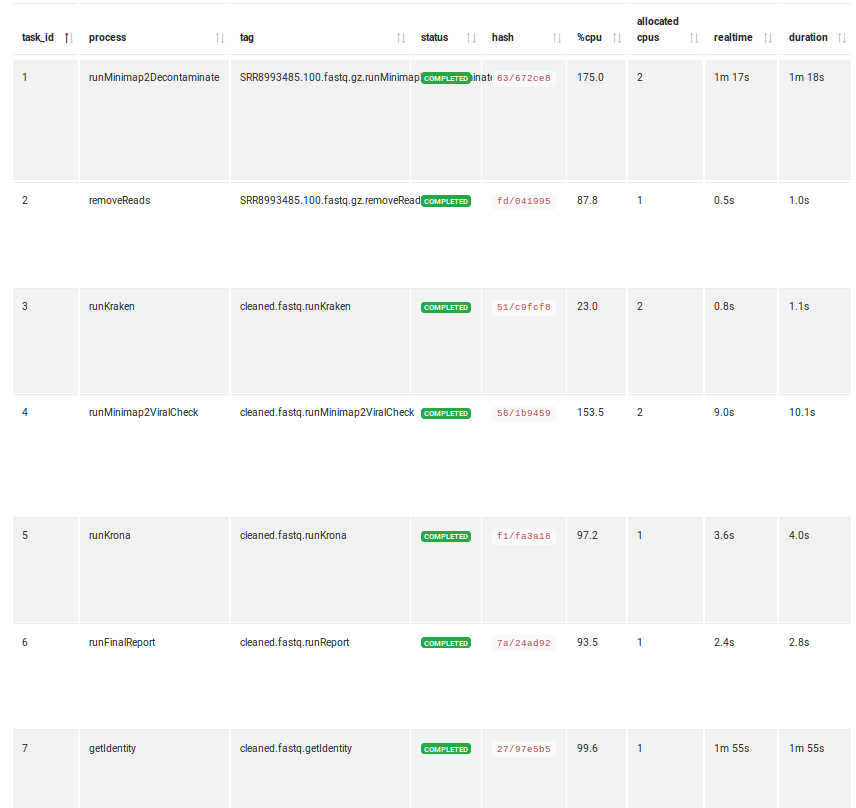 task_id process tag status hash %cpu allocated cpus realtime duration
1 runMinimap2Decontaminate SRR8993485.100.fastq.gz.runMinimap COMPLETED inate 63/672ce8 175.0 2 1m 17s 1m 18s
2 removeReads SRR8993485.100.fastq.gz.removeRead COMPLETED fd/041995 87.8 1 0.5s 1.0s
3 runKraken cleaned.fastq.runKraken COMPLETED 51/c9fcf8 23.0 2 0.8s 1.1s
4 runMinimap2ViralCheck cleaned.fastq.runMinimap2ViralCheck COMPLETED 56/1b9459 153.5 2 9.0s 10.1s
5 runKrona cleaned.fastq.runKrona COMPLETED f1/fa3a18 97.2 1 3.6s 4.0s
6 runFinalReport cleaned.fastq.runReport COMPLETED 7a/24ad92 93.5 1 2.4s 2.8s
7 getIdentity cleaned.fastq.getIdentity COMPLETED 27/97e5b5 99.6 1 1m 55s 1m 55s